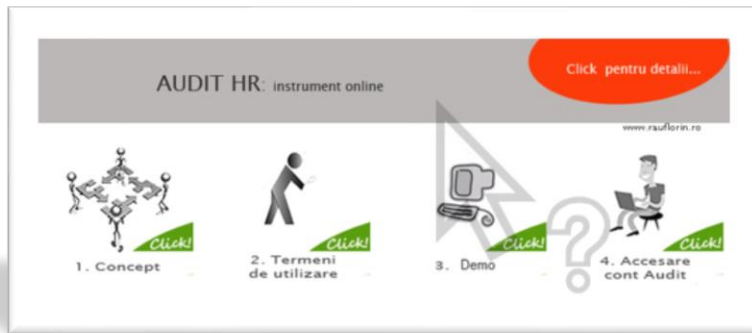 AUDIT HR: instrument online
Click pentru detalii...
www.rauflorin.ro
Click!
1. Concept
Click!
2. Termeni
de utilizare
Click!
3. Demo
Click!
4. Accesare
cont Audit